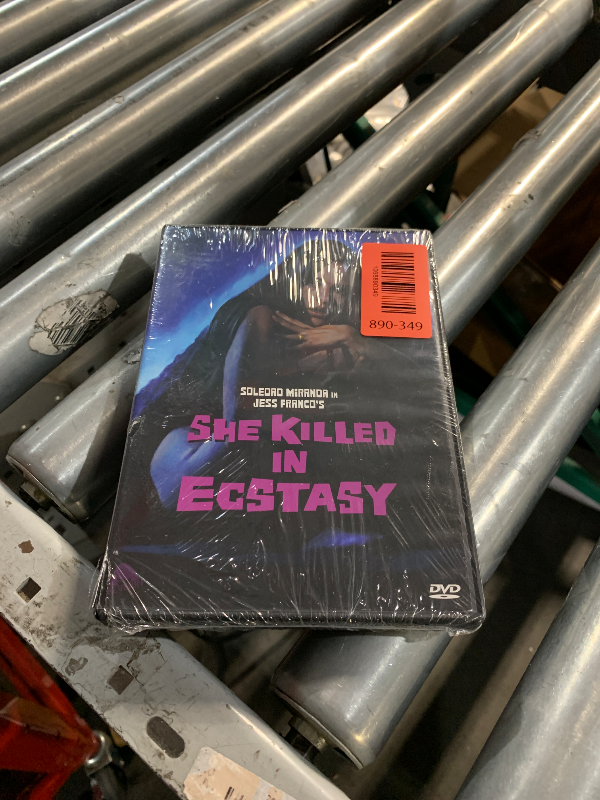 890-349
SOLEDAD MIRANDA IN
JESS FRANCO'S
SHE KILLED
IN
ECSTASY
DVD